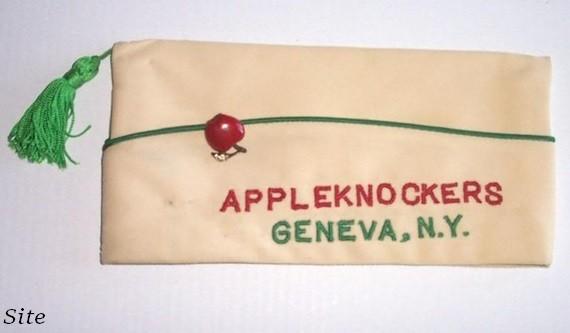 APPLEKNOCKERS
GENEVA, N.Y.
Site